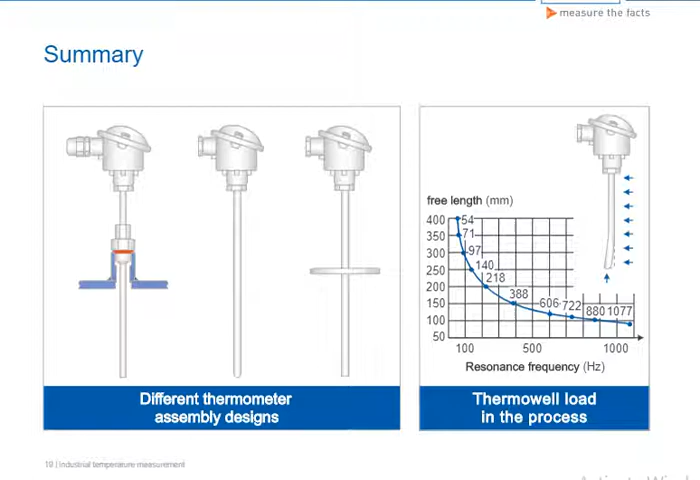 measure the facts
Summary
free length (mm)
400
350
300
250
200
150
100
50
54
71
97
140
218
388
606
722
880
1077
100
500
1000
Resonance frequency (Hz)
Different thermometer
assembly designs
Thermowell load
in the process
19 | Industrial temperature measurement